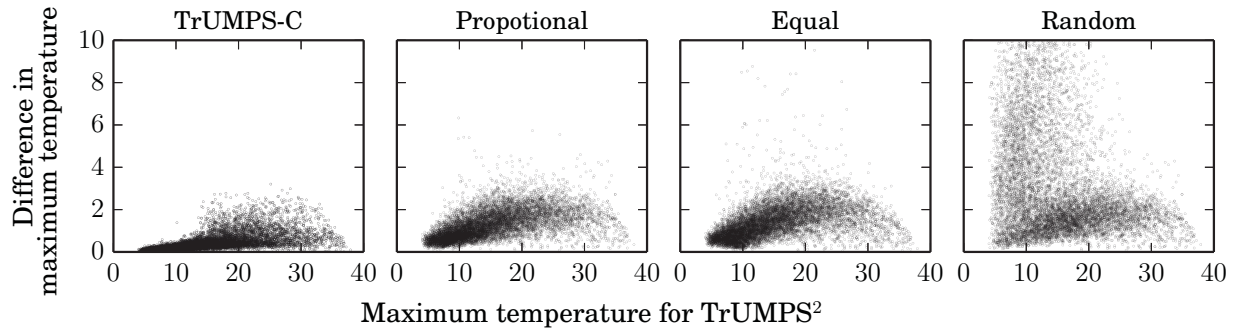 TrUMPS-C
Propotional
Equal
Random
Difference in
maximum temperature
10
8
6
4
2
0
0 10 20 30 40
0 10 20 30 40
0 10 20 30 40
0 10 20 30 40
Maximum temperature for TrUMPS²